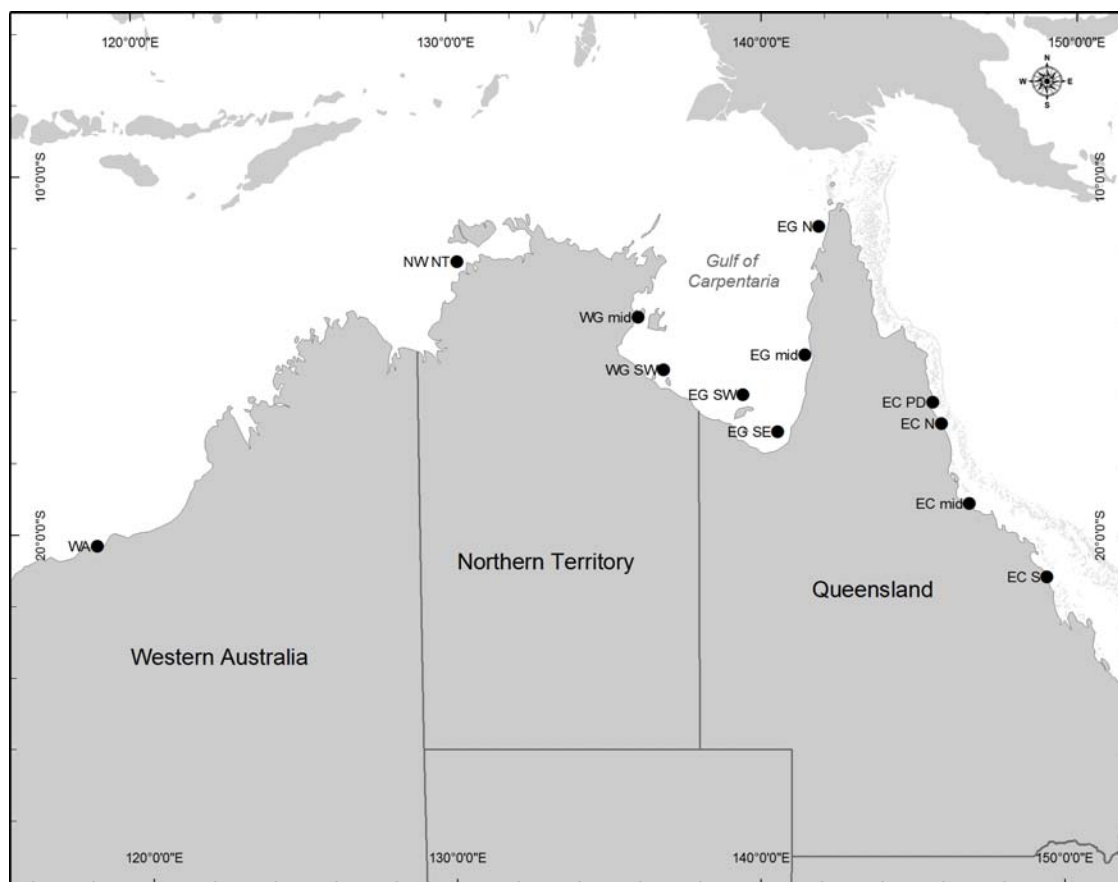 120°0'0"E
130°0'0"E
140°0'0"E
150°0'0"E
N
W
E
S
10°0'0"S
10°0'0"S
EG N
NW NT
Gulf of
Carpentaria
WG mid
EG mid
WG SW
EG SW
EC PD
EC N
EG SE
EC mid
20°0'0"S
20°0'0"S
WA
Northern Territory
EC S
Queensland
Western Australia
120°0'0"E
130°0'0"E
140°0'0"E
150°0'0"E